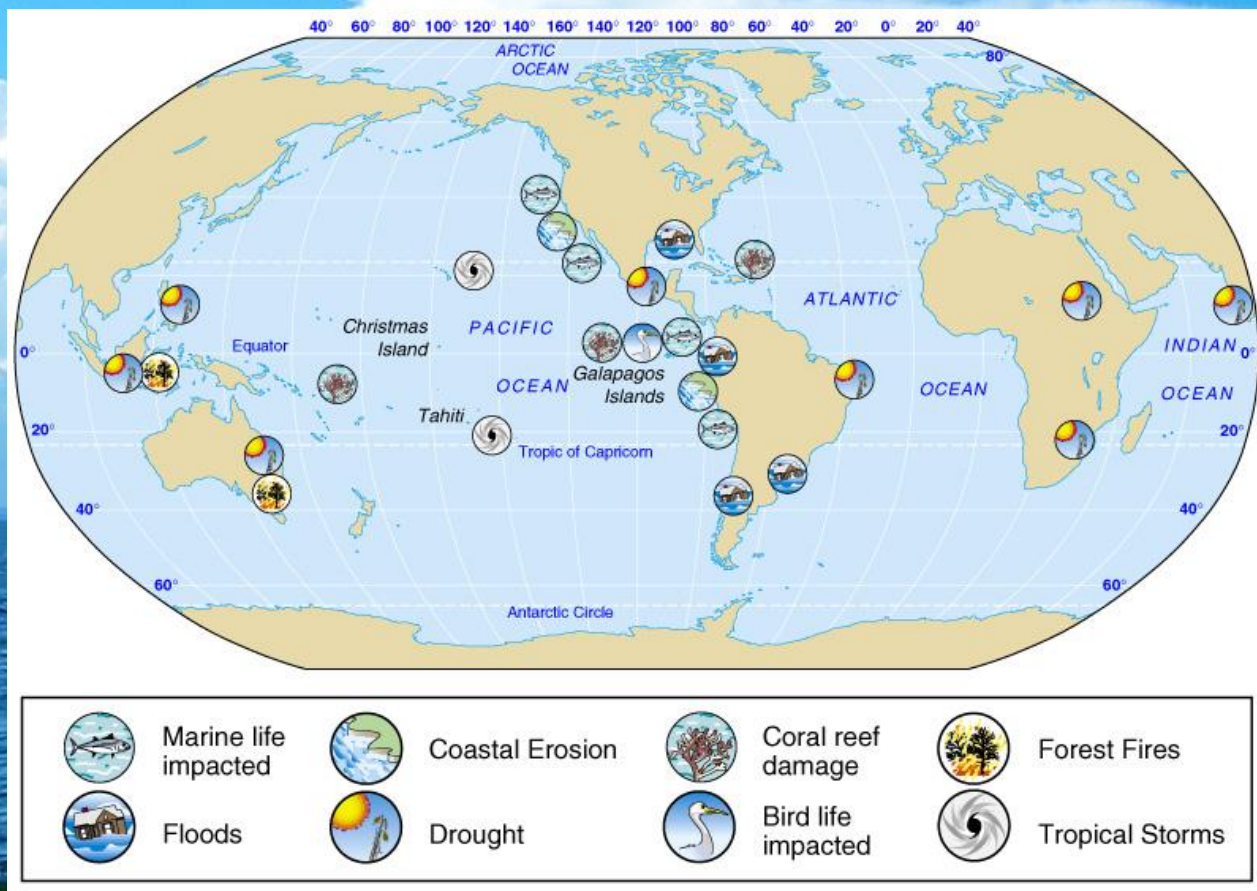 40° 60° 80° 100° 120° 140° 160° 160° 140° 120° 100° 80° 60° 40° 20° 0° 20° 40°
ARCTIC
OCEAN
80°
Christmas
Island
PACIFIC
ATLANTIC
Equator
INDIAN
0°
0°
OCEAN
Galapagos
Islands
OCEAN
OCEAN
Tahiti
20°
20°
Tropic of Capricorn
40°
40°
60°
60°
Antarctic Circle
Marine life
impacted
Coastal Erosion
Coral reef
damage
Forest Fires
Floods
Drought
Bird life
impacted
Tropical Storms